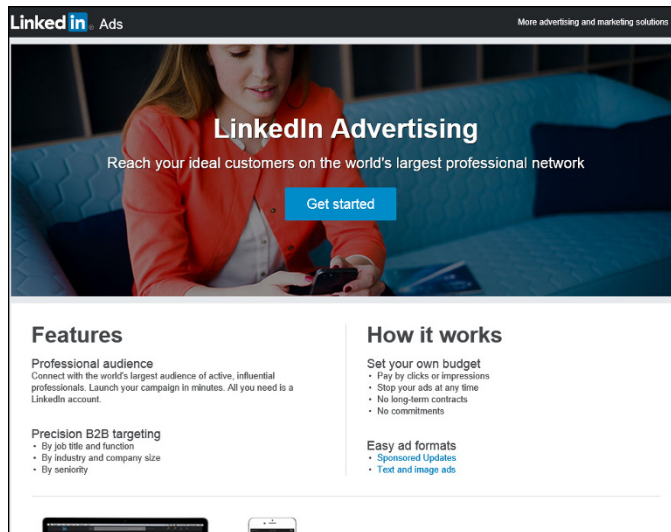 Linked in ® Ads
More advertising and marketing solutions
LinkedIn Advertising
Reach your ideal customers on the world's largest professional network
Get started
Features
Professional audience
Connect with the world's largest audience of active, influential
professionals. Launch your campaign in minutes. All you need is a
LinkedIn account.
Precision B2B targeting
• By job title and function
• By industry and company size
• By seniority
How it works
Set your own budget
• Pay by clicks or impressions
• Stop your ads at any time
• No long-term contracts
• No commitments
Easy ad formats
• Sponsored Updates
• Text and image ads